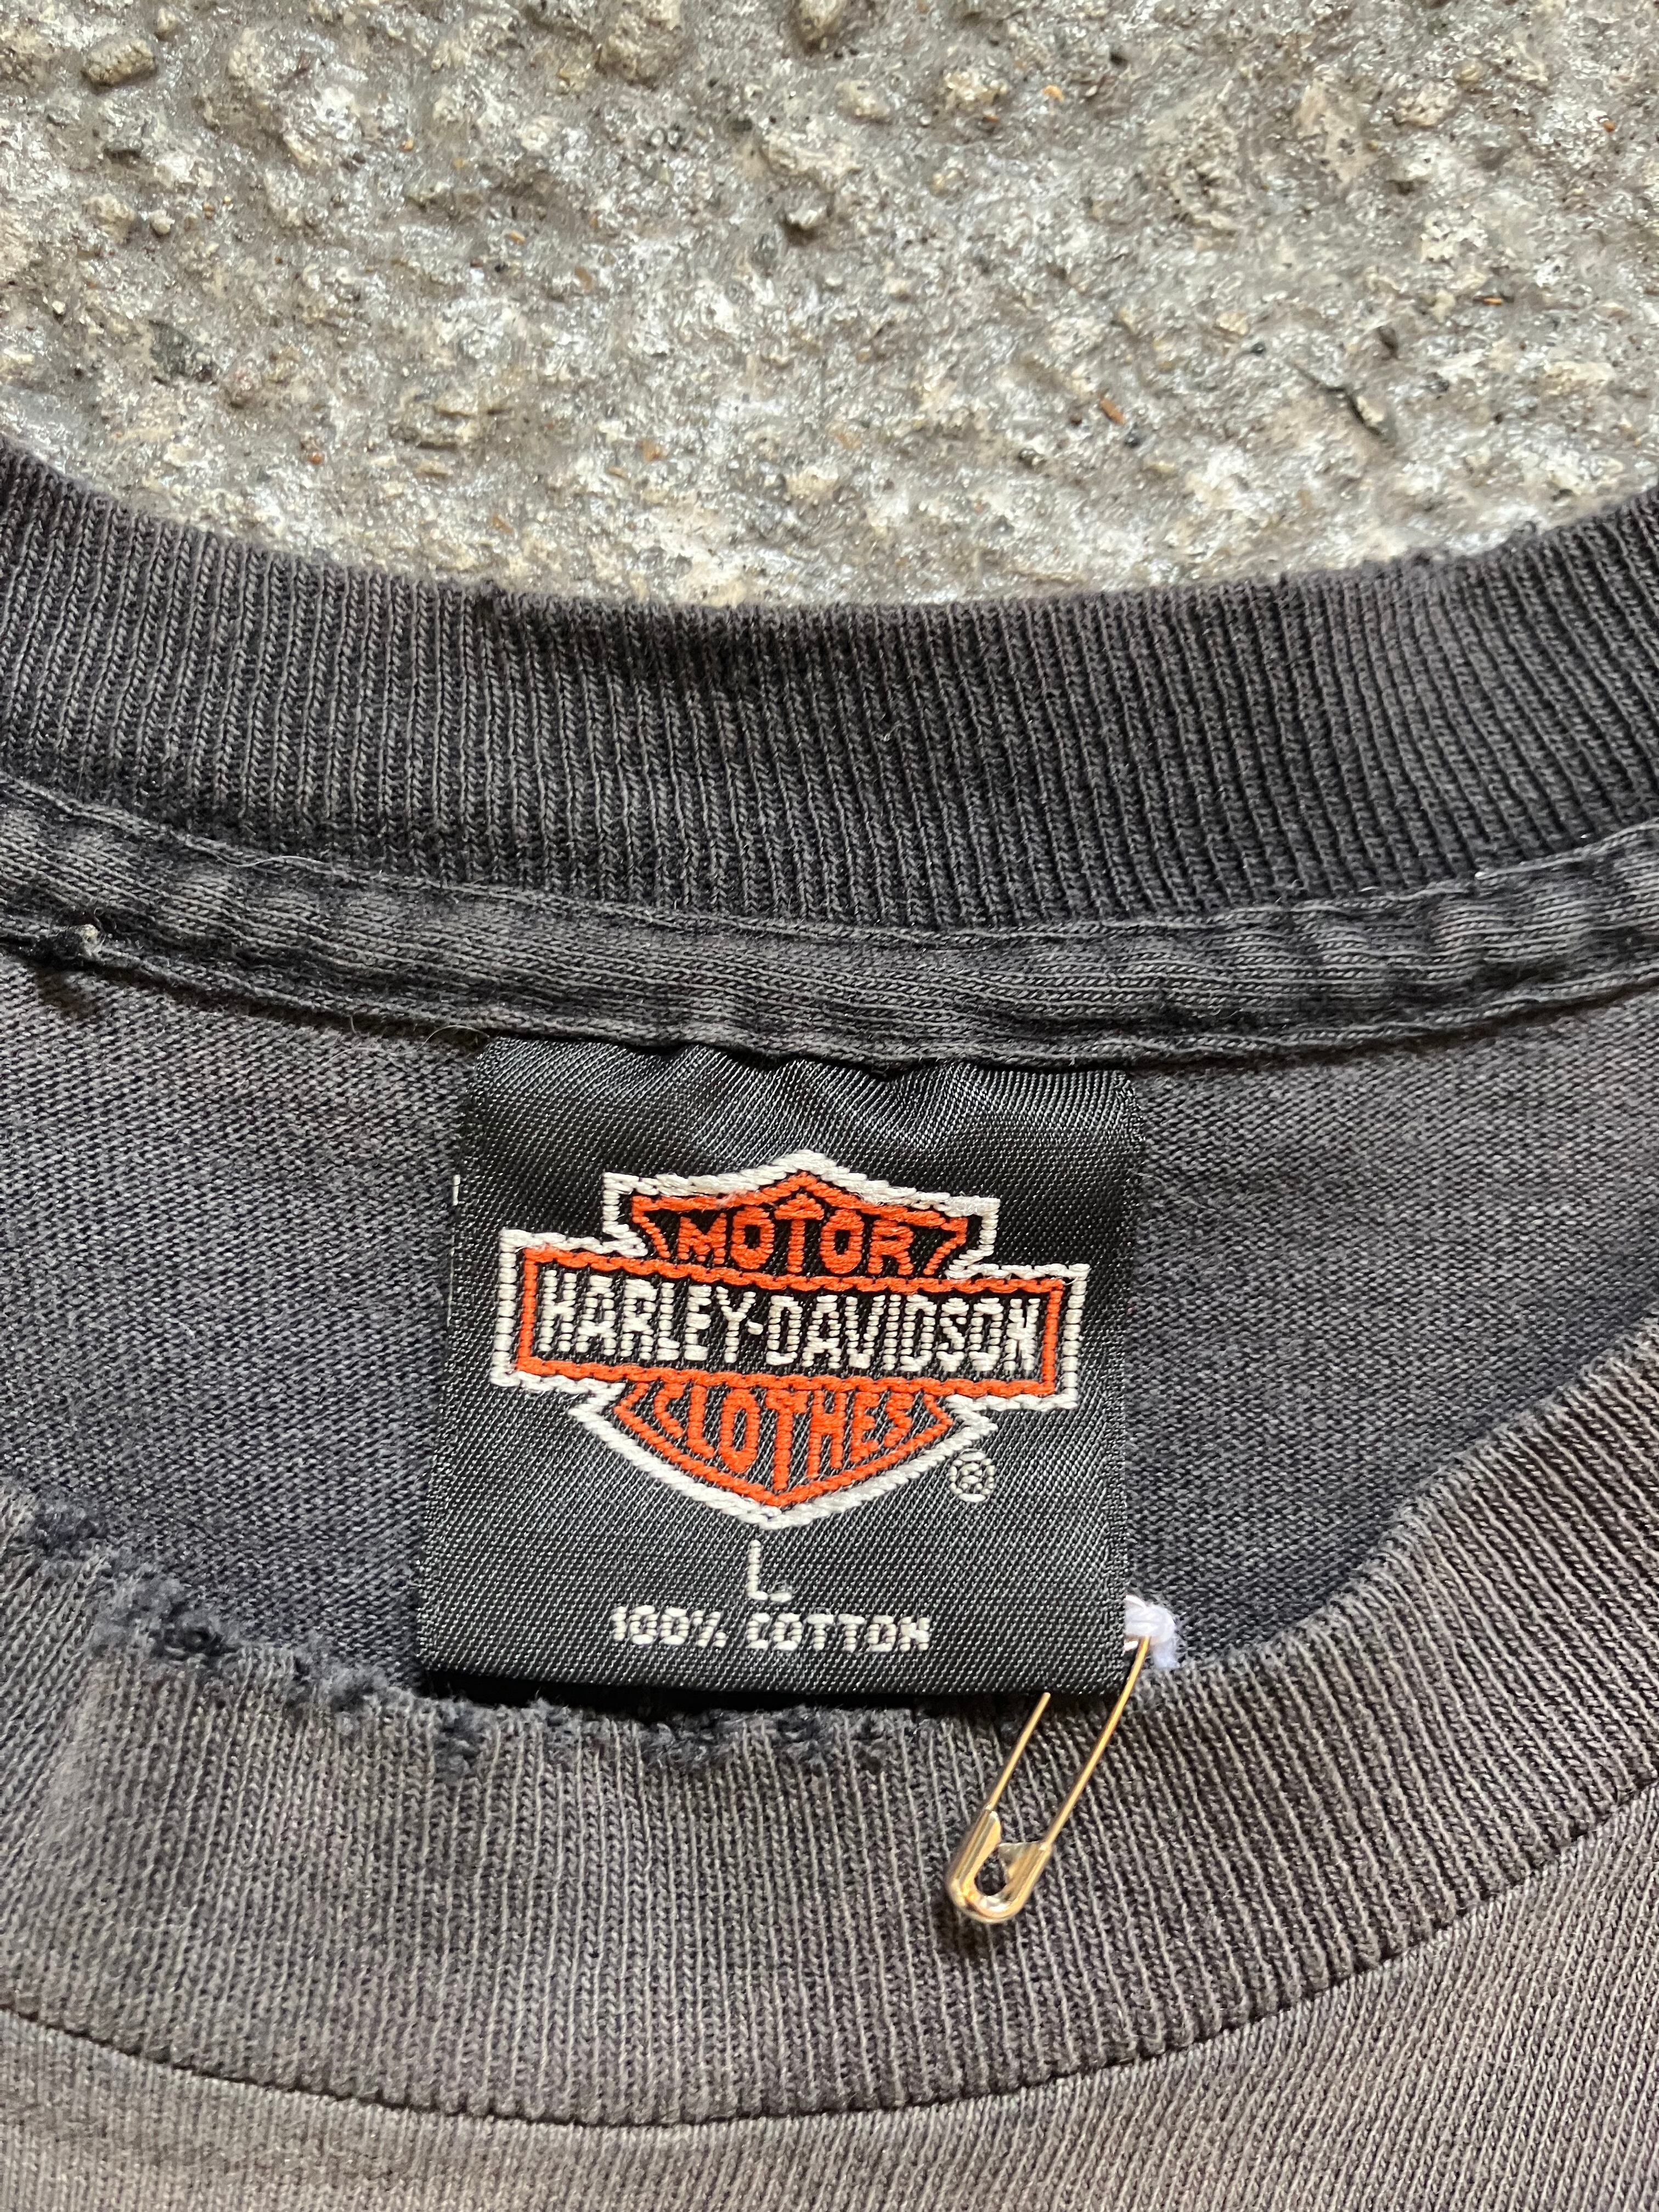 MOTOR
HARLEY-DAVIDSON
CLOTHES
®
L
100% COTTON